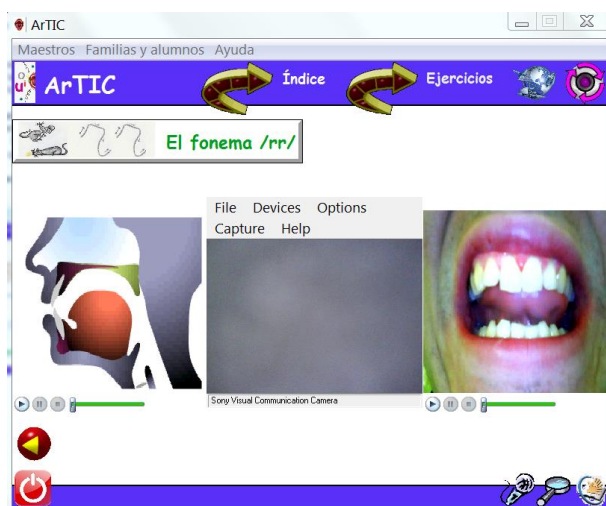 ArTIC
Maestros Familias y alumnos Ayuda
ArTIC Índice Ejercicios
El fonema /rr/
File Devices Options
Capture Help
Sony Visual Communication Camera